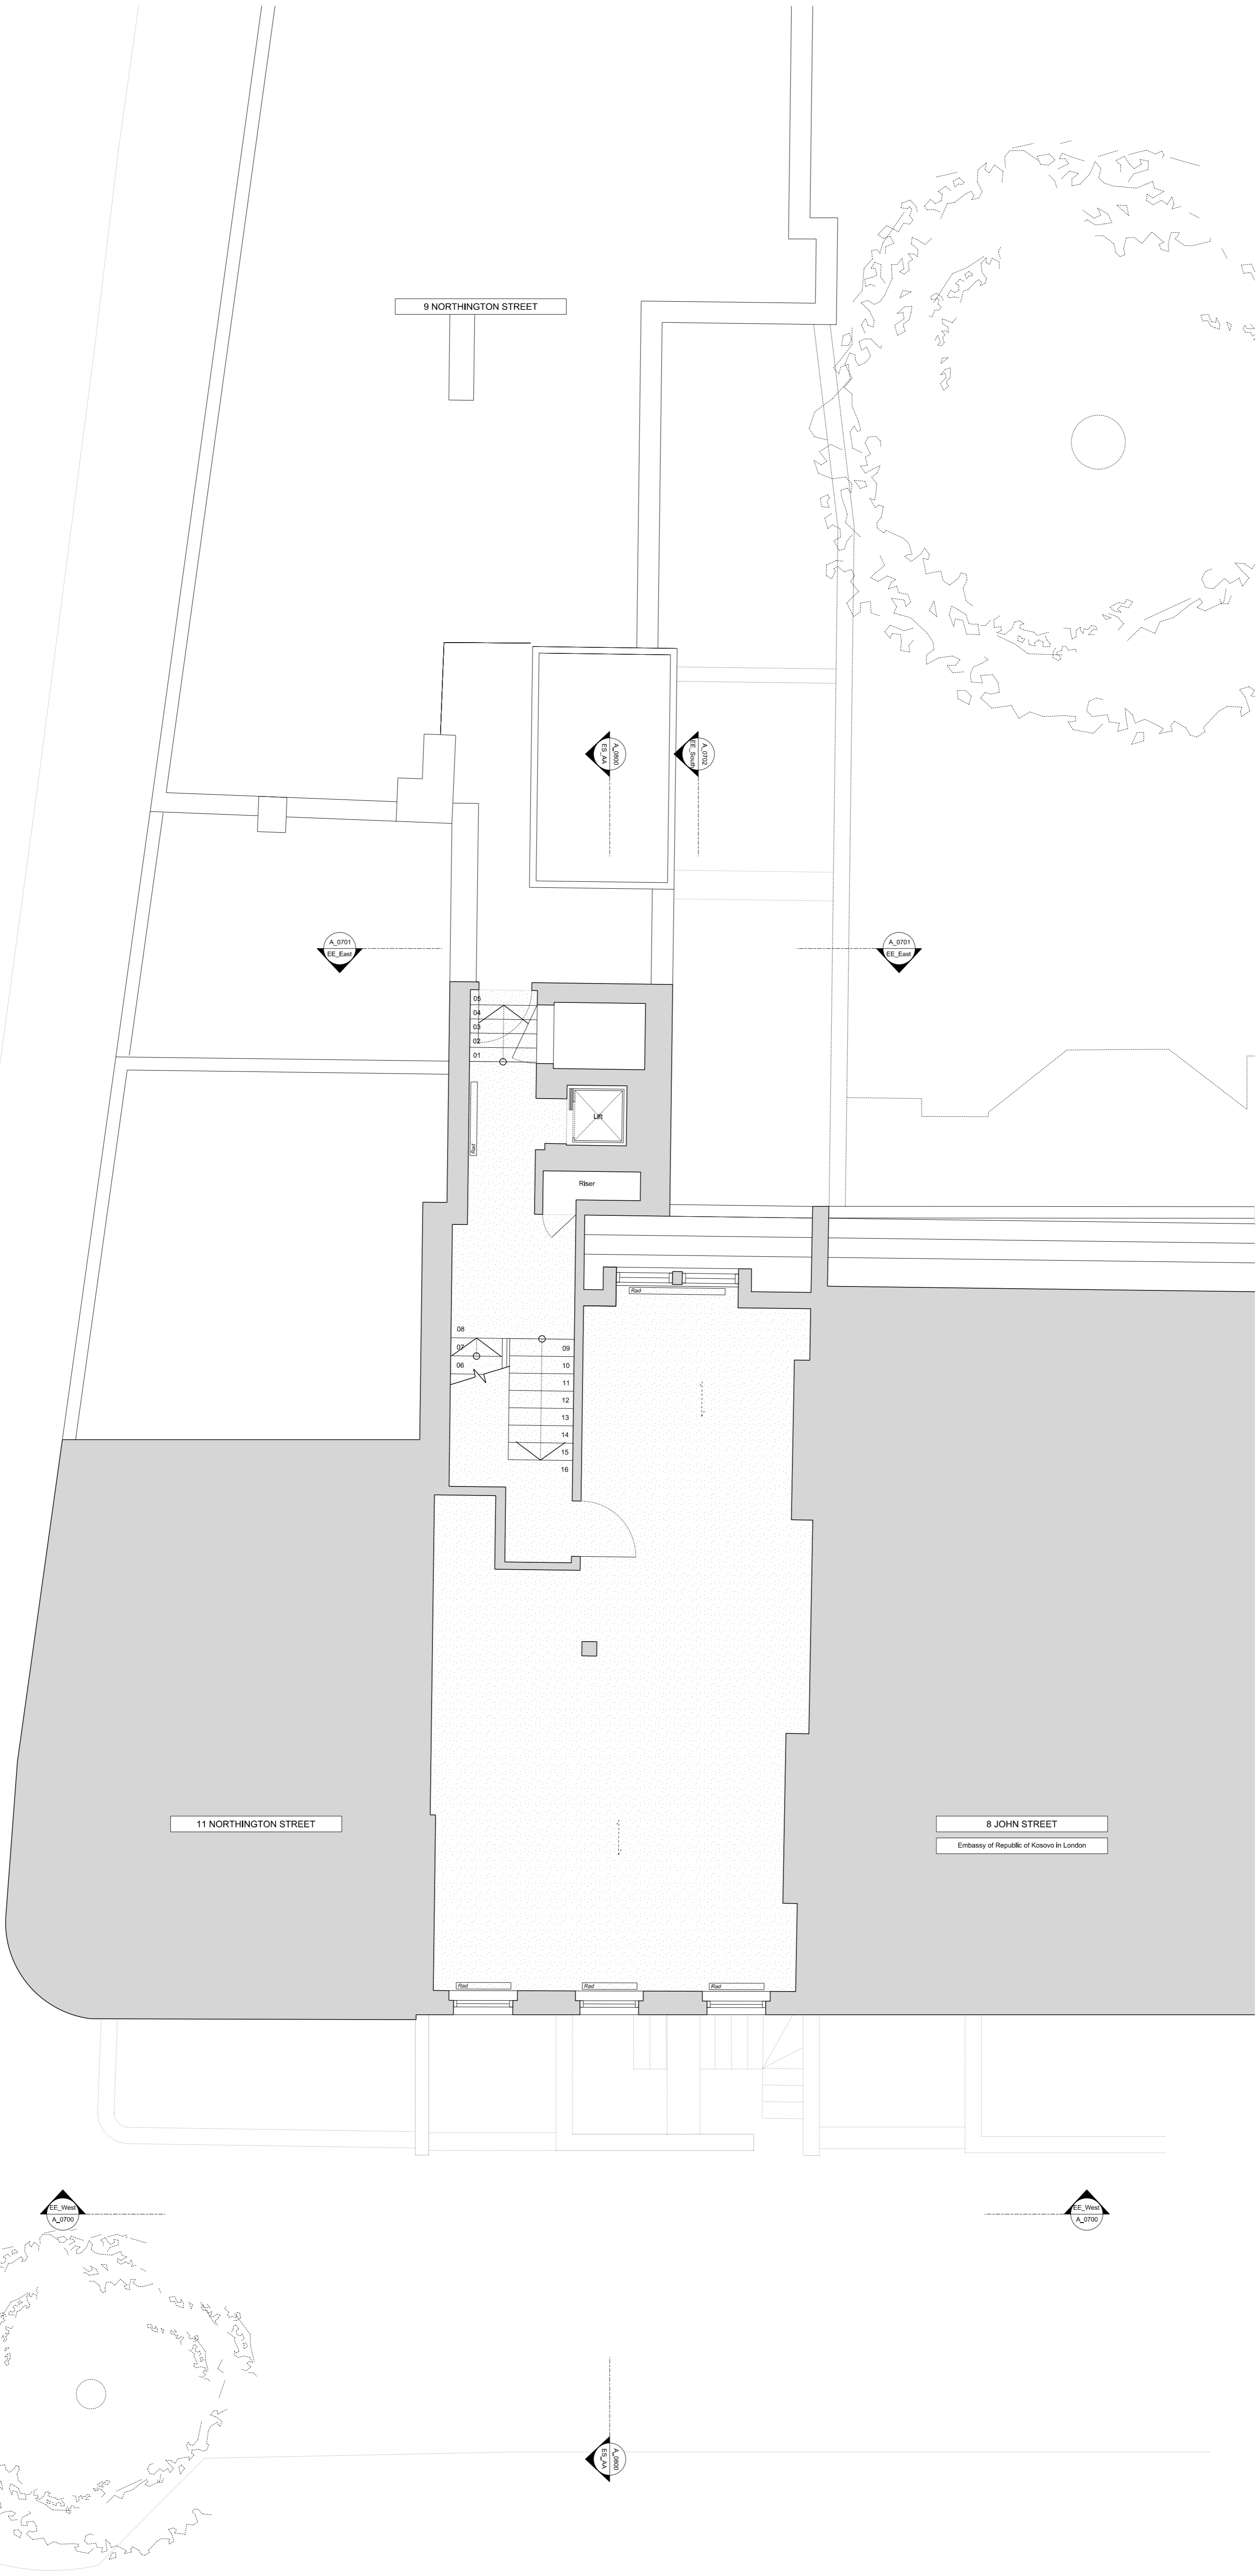 9 NORTHINGTON STREET
A_0800
ES_AA
A_0702
EE_South
A_0701
EE_East
A_0701
EE_East
05
04
03
02
01
Rad
Lift
Riser
Rad
08
07
06
09
10
11
12
13
14
15
16
11 NORTHINGTON STREET
8 JOHN STREET
Embassy of Republic of Kosovo in London
Rad
Rad
Rad
EE_West
A_0700
EE_West
A_0700
A_0800
ES_AA